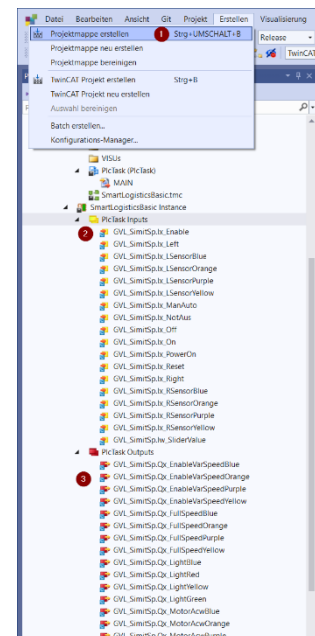 Datei Bearbeiten Ansicht Git Projekt Erstellen Visualisierung
Projektmappe erstellen 1 Strg+UMSCHALT+B Release
Projektmappe neu erstellen
Projektmappe bereinigen TwinCAT
TwinCAT Projekt erstellen Strg+B
TwinCAT Projekt neu erstellen
Auswahl bereinigen
Batch erstellen...
Konfigurations-Manager...
VISUs
PlcTask (PlcTask)
MAIN
SmartLogisticsBasic.tmc
SmartLogisticsBasic Instance
PlcTask Inputs
2 GVL_SimitSp.Ix_Enable
GVL_SimitSp.Ix_Left
GVL_SimitSp.Ix_LSensorBlue
GVL_SimitSp.Ix_LSensorOrange
GVL_SimitSp.Ix_LSensorPurple
GVL_SimitSp.Ix_LSensorYellow
GVL_SimitSp.Ix_ManAuto
GVL_SimitSp.Ix_NotAus
GVL_SimitSp.Ix_Off
GVL_SimitSp.Ix_On
GVL_SimitSp.Ix_PowerOn
GVL_SimitSp.Ix_Reset
GVL_SimitSp.Ix_Right
GVL_SimitSp.Ix_RSensorBlue
GVL_SimitSp.Ix_RSensorOrange
GVL_SimitSp.Ix_RSensorPurple
GVL_SimitSp.Ix_RSensorYellow
GVL_SimitSp.Iw_SliderValue
PlcTask Outputs
GVL_SimitSp.Qx_EnableVarSpeedBlue
3 GVL_SimitSp.Qx_EnableVarSpeedOrange
GVL_SimitSp.Qx_EnableVarSpeedPurple
GVL_SimitSp.Qx_EnableVarSpeedYellow
GVL_SimitSp.Qx_FullSpeedBlue
GVL_SimitSp.Qx_FullSpeedOrange
GVL_SimitSp.Qx_FullSpeedPurple
GVL_SimitSp.Qx_FullSpeedYellow
GVL_SimitSp.Qx_LightBlue
GVL_SimitSp.Qx_LightRed
GVL_SimitSp.Qx_LightYellow
GVL_SimitSp.Qx_LightGreen
GVL_SimitSp.Qx_MotorAcwBlue
GVL_SimitSp.Qx_MotorAcwOrange
GVL_SimitSp.Qx_MotorAcwPurple